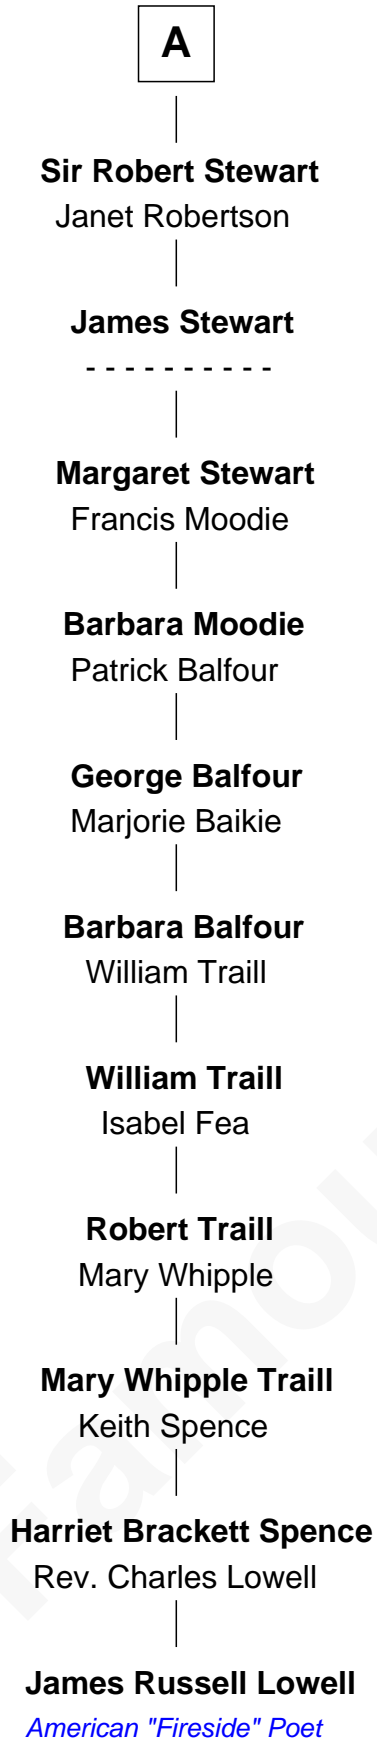 A
Sir Robert Stewart
Janet Robertson
James Stewart
- - - - - - - - - -
Margaret Stewart
Francis Moodie
Barbara Moodie
Patrick Balfour
George Balfour
Marjorie Baikie
Barbara Balfour
William Traill
William Traill
Isabel Fea
Robert Traill
Mary Whipple
Mary Whipple Traill
Keith Spence
Harriet Brackett Spence
Rev. Charles Lowell
James Russell Lowell
American "Fireside" Poet